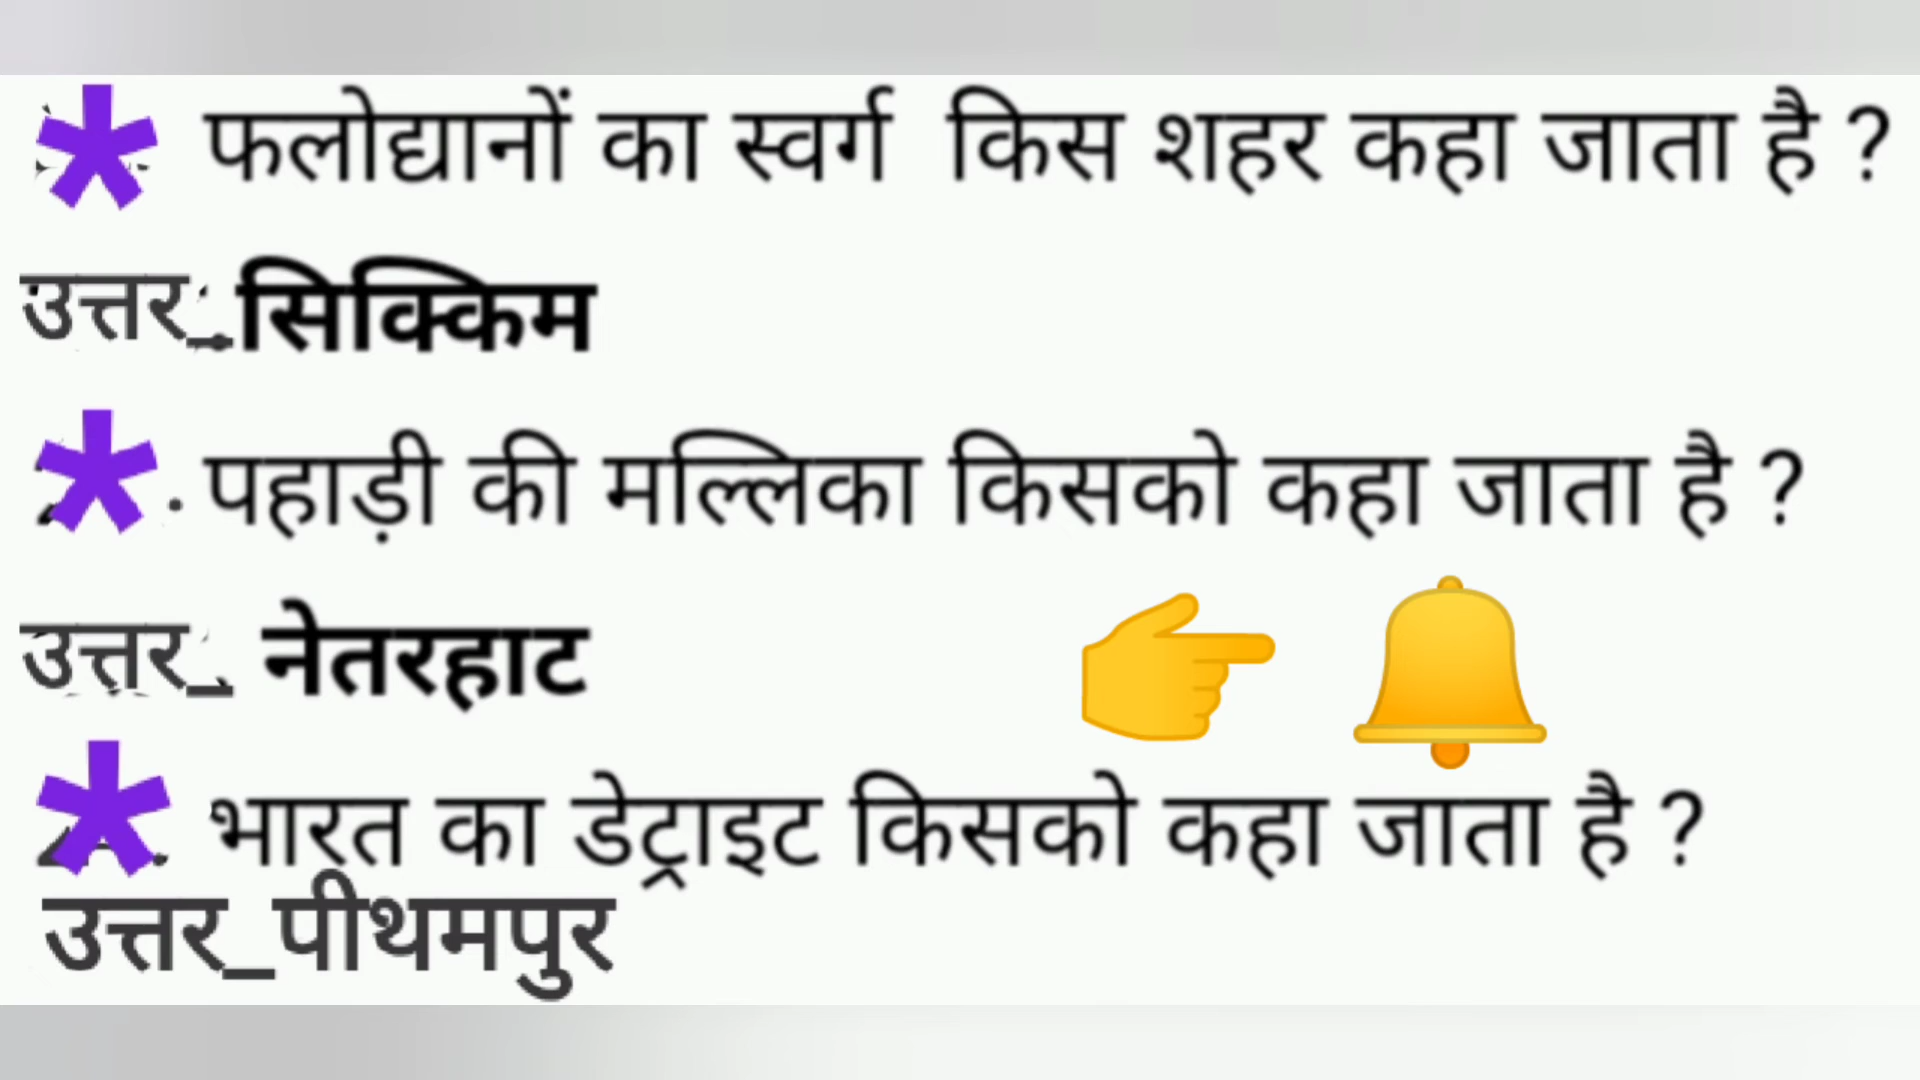 * फलोद्यानों का स्वर्ग किस शहर कहा जाता है ?
उत्तर_सिक्किम
* पहाड़ी की मल्लिका किसको कहा जाता है ?
उत्तर_ नेतरहाट
* भारत का डेट्राइट किसको कहा जाता है ?
उत्तर_पीथमपुर